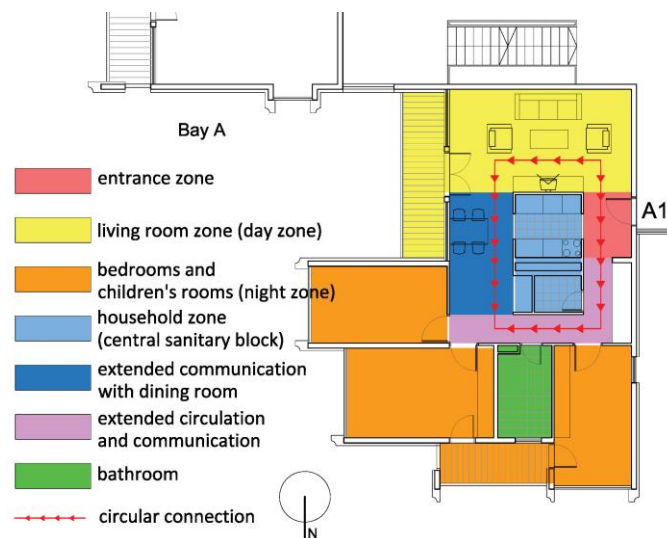 Bay A
entrance zone
A1
living room zone (day zone)
bedrooms and
children's rooms (night zone)
household zone
(central sanitary block)
extended communication
with dining room
extended circulation
and communication
bathroom
circular connection
N